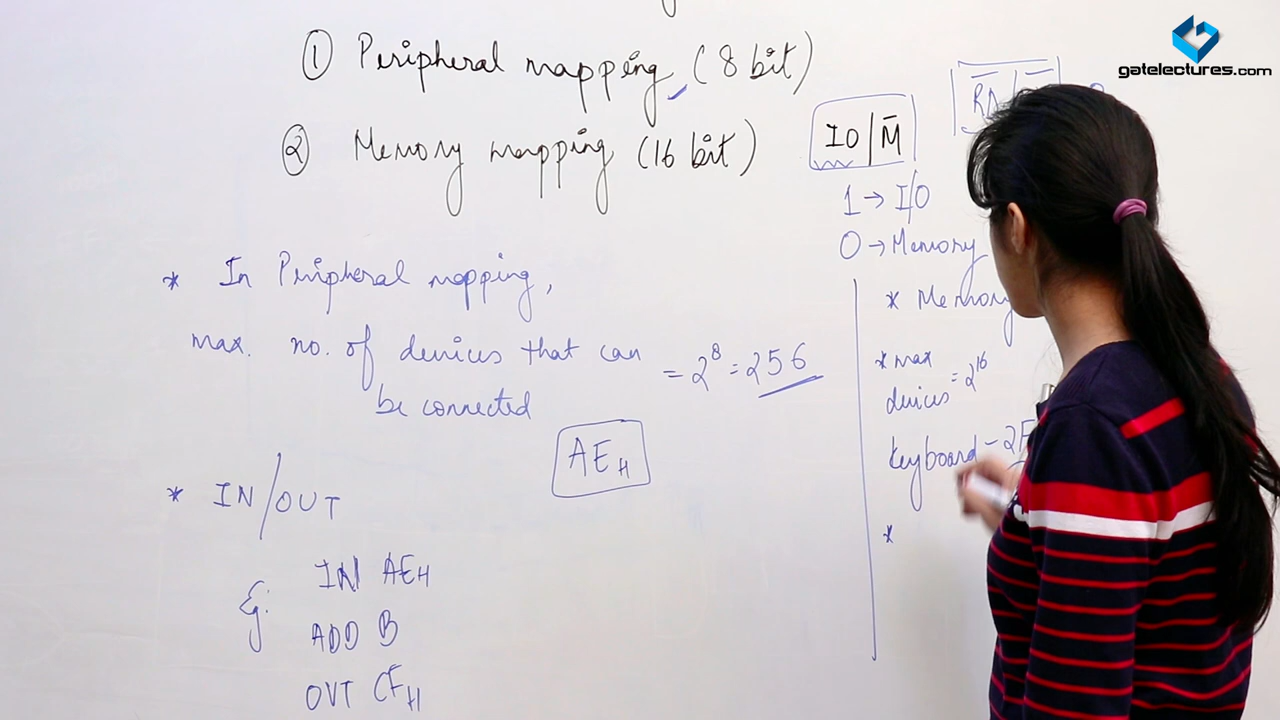 gatelectures.com
① Peripheral mapping (8 bit)
② Memory mapping (16 bit)
IO/M̅
1 → I/O
0 → Memory
* In Peripheral mapping,
max. no. of devices that can be connected = 2⁸ = 256
AEH
* IN/OUT
Eg: IN AEH
ADD B
OUT CFH
* Memory
* max devices = 2¹⁶
Keyboard - 2F
*